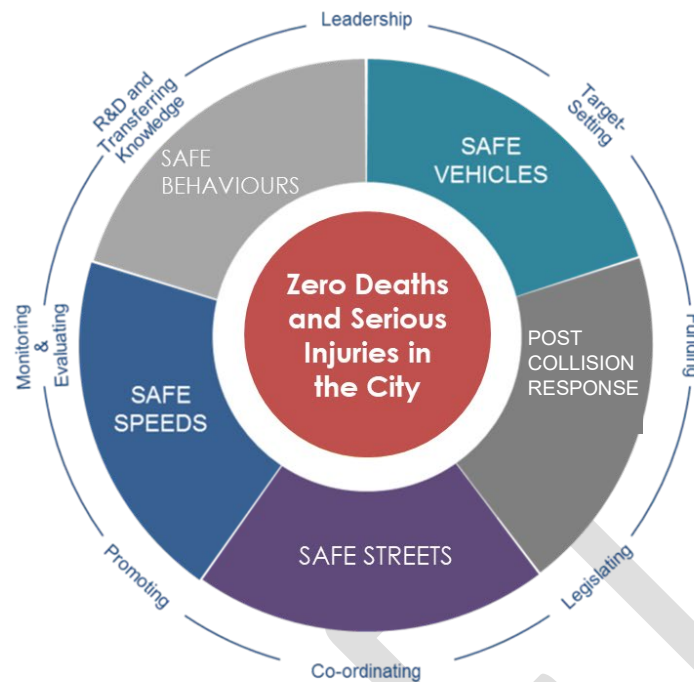 Leadership
Target-
Setting
Funding
Legislating
Co-ordinating
Promoting
Monitoring
&
Evaluating
R&D and
Transferring
Knowledge
SAFE
VEHICLES
POST
COLLISION
RESPONSE
SAFE STREETS
SAFE
SPEEDS
SAFE
BEHAVIOURS
Zero Deaths
and Serious
Injuries in
the City